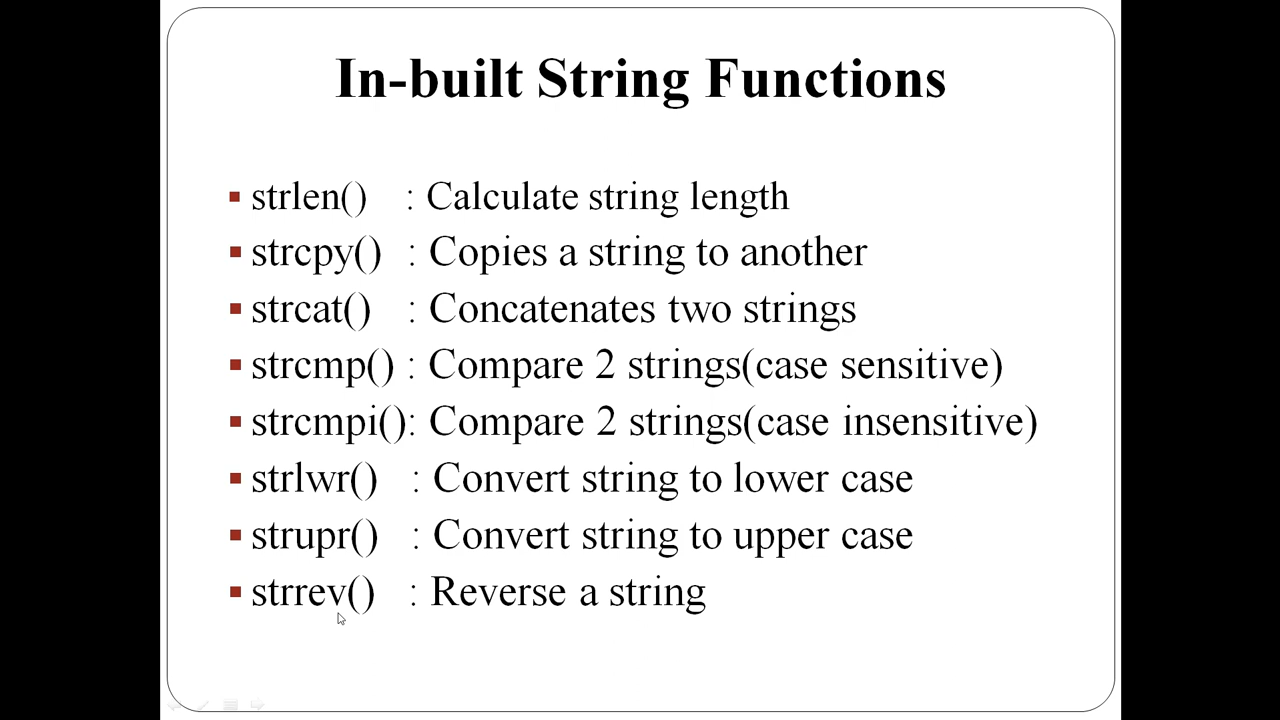 In-built String Functions
▪ strlen() : Calculate string length
▪ strcpy() : Copies a string to another
▪ strcat() : Concatenates two strings
▪ strcmp() : Compare 2 strings(case sensitive)
▪ strcmpi(): Compare 2 strings(case insensitive)
▪ strlwr() : Convert string to lower case
▪ strupr() : Convert string to upper case
▪ strrev() : Reverse a string